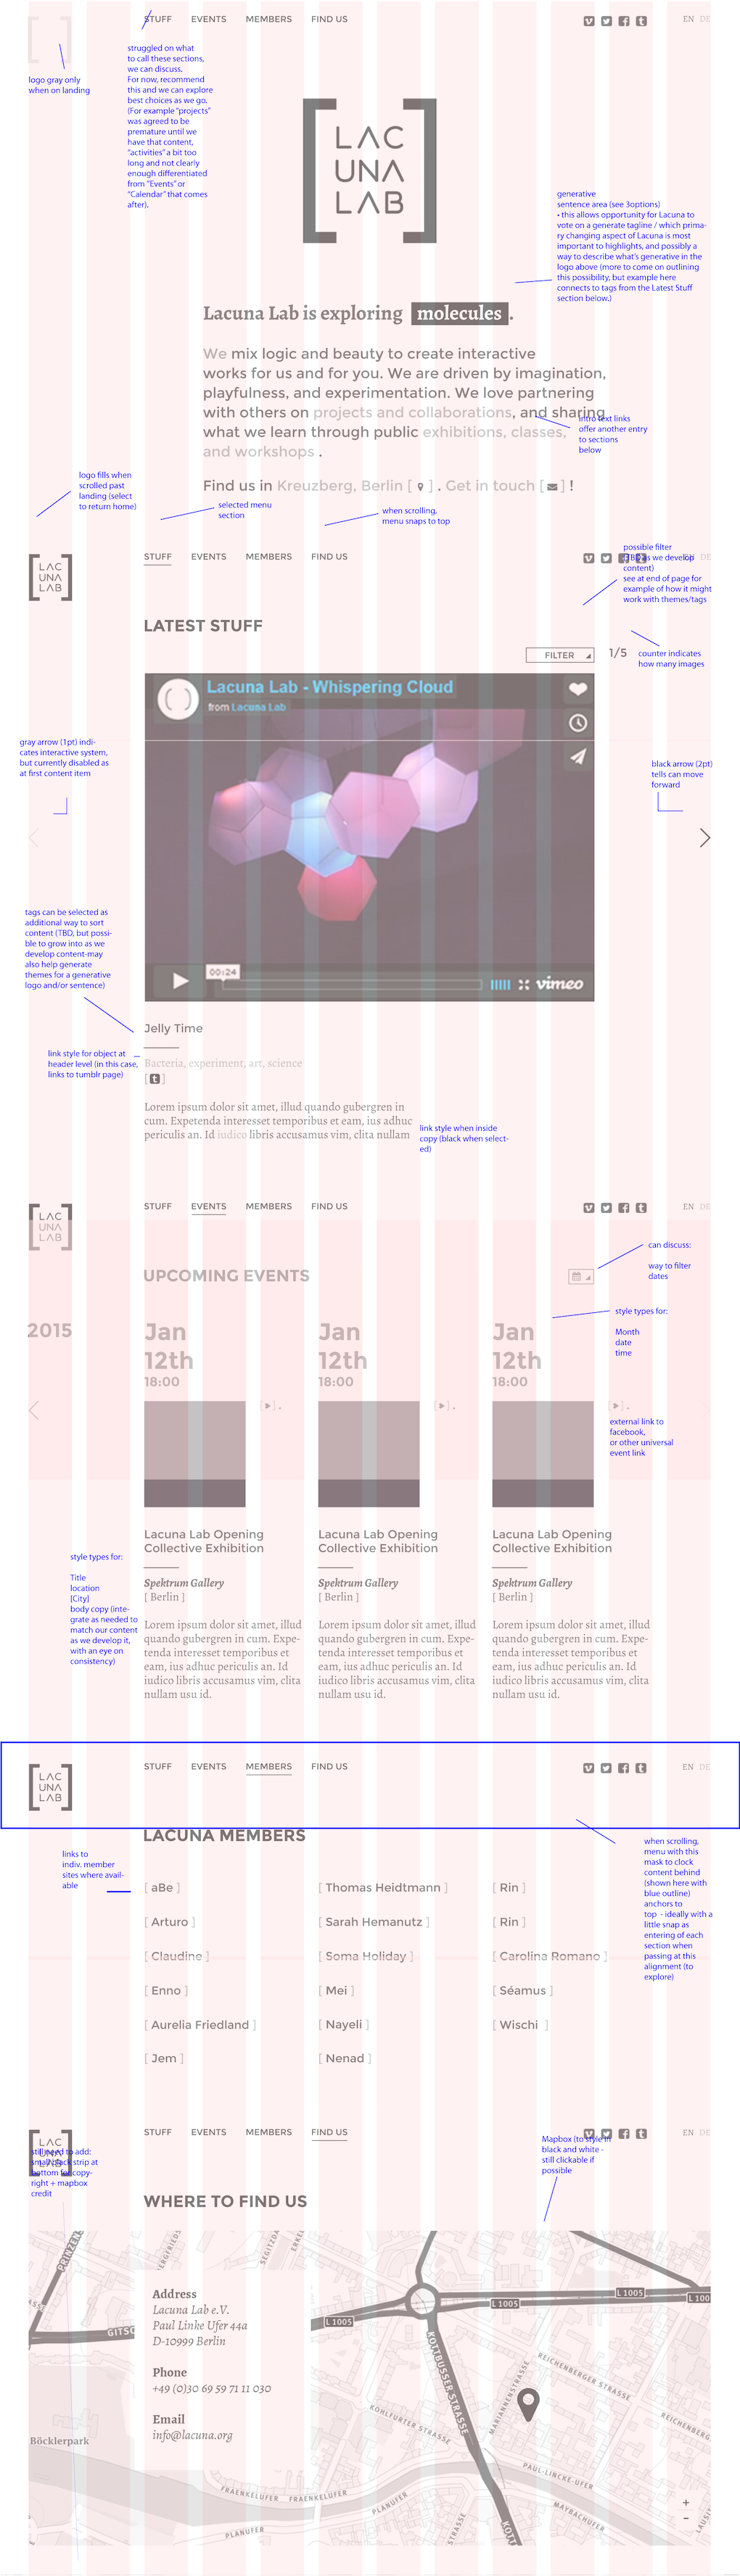 STUFF EVENTS MEMBERS FIND US EN DE
logo gray only
when on landing
struggled on what
to call these sections,
we can discuss.
For now, recommend
this and we can explore
best choices as we go.
(For example "projects"
was agreed to be
premature until we
have that content,
"activities" a bit too
long and not clearly
enough differentiated
from "Events" or
"Calendar" that comes
after).
LAC
UNA
LAB
generative
sentence area (see 3options)
• this allows opportunity for Lacuna to
vote on a generate tagline / which prima-
ry changing aspect of Lacuna is most
important to highlights, and possibly a
way to describe what's generative in the
logo above (more to come on outlining
this possibility, but example here
connects to tags from the Latest Stuff
section below.)
Lacuna Lab is exploring molecules .
We mix logic and beauty to create interactive
works for us and for you. We are driven by imagination,
playfulness, and experimentation. We love partnering
with others on projects and collaborations, and sharing
what we learn through public exhibitions, classes,
and workshops .
intro text links
offer another entry
to sections
below
Find us in Kreuzberg, Berlin [ ] . Get in touch [ ] !
logo fills when
scrolled past
landing (select
to return home)
selected menu
section
when scrolling,
menu snaps to top
LAC
UNA
LAB
STUFF EVENTS MEMBERS FIND US EN DE
possible filter
(TBD as we develop
content)
see at end of page for
example of how it might
work with themes/tags
LATEST STUFF
FILTER 1/5
counter indicates
how many images
Lacuna Lab - Whispering Cloud
from Lacuna Lab
gray arrow (1pt) indi-
cates interactive system,
but currently disabled as
at first content item
black arrow (2pt)
tells can move
forward
tags can be selected as
additional way to sort
content (TBD, but possi-
ble to grow into as we
develop content-may
also help generate
themes for a generative
logo and/or sentence)
00:24
vimeo
Jelly Time
link style for object at
header level (in this case,
links to tumblr page)
Bacteria, experiment, art, science
[ t ]
Lorem ipsum dolor sit amet, illud quando gubergren in
cum. Expetenda interesset temporibus et eam, ius adhuc
periculis an. Id iudico libris accusamus vim, clita nullam
link style when inside
copy (black when select-
ed)
LAC
UNA
LAB
STUFF EVENTS MEMBERS FIND US EN DE
UPCOMING EVENTS
can discuss:
way to filter
dates
style types for:
Month
date
time
2015
Jan
12th
18:00
Jan
12th
18:00
Jan
12th
18:00
external link to
facebook,
or other universal
event link
style types for:
Title
location
[City]
body copy (inte-
grate as needed to
match our content
as we develop it,
with an eye on
consistency)
Lacuna Lab Opening
Collective Exhibition
Spektrum Gallery
[ Berlin ]
Lorem ipsum dolor sit amet, illud
quando gubergren in cum. Expe-
tenda interesset temporibus et
eam, ius adhuc periculis an. Id
iudico libris accusamus vim, clita
nullam usu id.
Lacuna Lab Opening
Collective Exhibition
Spektrum Gallery
[ Berlin ]
Lorem ipsum dolor sit amet, illud
quando gubergren in cum. Expe-
tenda interesset temporibus et
eam, ius adhuc periculis an. Id
iudico libris accusamus vim, clita
nullam usu id.
Lacuna Lab Opening
Collective Exhibition
Spektrum Gallery
[ Berlin ]
Lorem ipsum dolor sit amet, illud
quando gubergren in cum. Expe-
tenda interesset temporibus et
eam, ius adhuc periculis an. Id
iudico libris accusamus vim, clita
nullam usu id.
LAC
UNA
LAB
STUFF EVENTS MEMBERS FIND US EN DE
LACUNA MEMBERS
links to
indiv. member
sites where avail-
able
when scrolling,
menu with this
mask to clock
content behind
(shown here with
blue outline)
anchors to
top - ideally with a
little snap as
entering of each
section when
passing at this
alignment (to
explore)
[ aBe ] [ Thomas Heidtmann ] [ Rin ]
[ Arturo ] [ Sarah Hemanutz ] [ Rin ]
[ Claudine ] [ Soma Holiday ] [ Carolina Romano ]
[ Enno ] [ Mei ] [ Séamus ]
[ Aurelia Friedland ] [ Nayeli ] [ Wischi ]
[ Jem ] [ Nenad ]
LAC
UNA
LAB
STUFF EVENTS MEMBERS FIND US EN DE
still need to add:
small black strip at
bottom for copy-
right + mapbox
credit
Mapbox (to style in
black and white -
still clickable if
possible
WHERE TO FIND US
Address
Lacuna Lab e.V.
Paul Linke Ufer 44a
D-10999 Berlin
Phone
+49 (0)30 69 59 71 11 030
Email
info@lacuna.org
L 1005
L 1005
L 1005
L 100
GITSC
KOTTBUSSER STRASSE
MARIANNENSTRASSE
REICHENBERGER STRASSE
KOHLFURTER STRASSE
PAUL-LINCKE-UFER
MAYBACHUFER
FRAENKELUFER
FRAENKELUFER
PLANUFER
PLANUFER
Böcklerpark
+
-